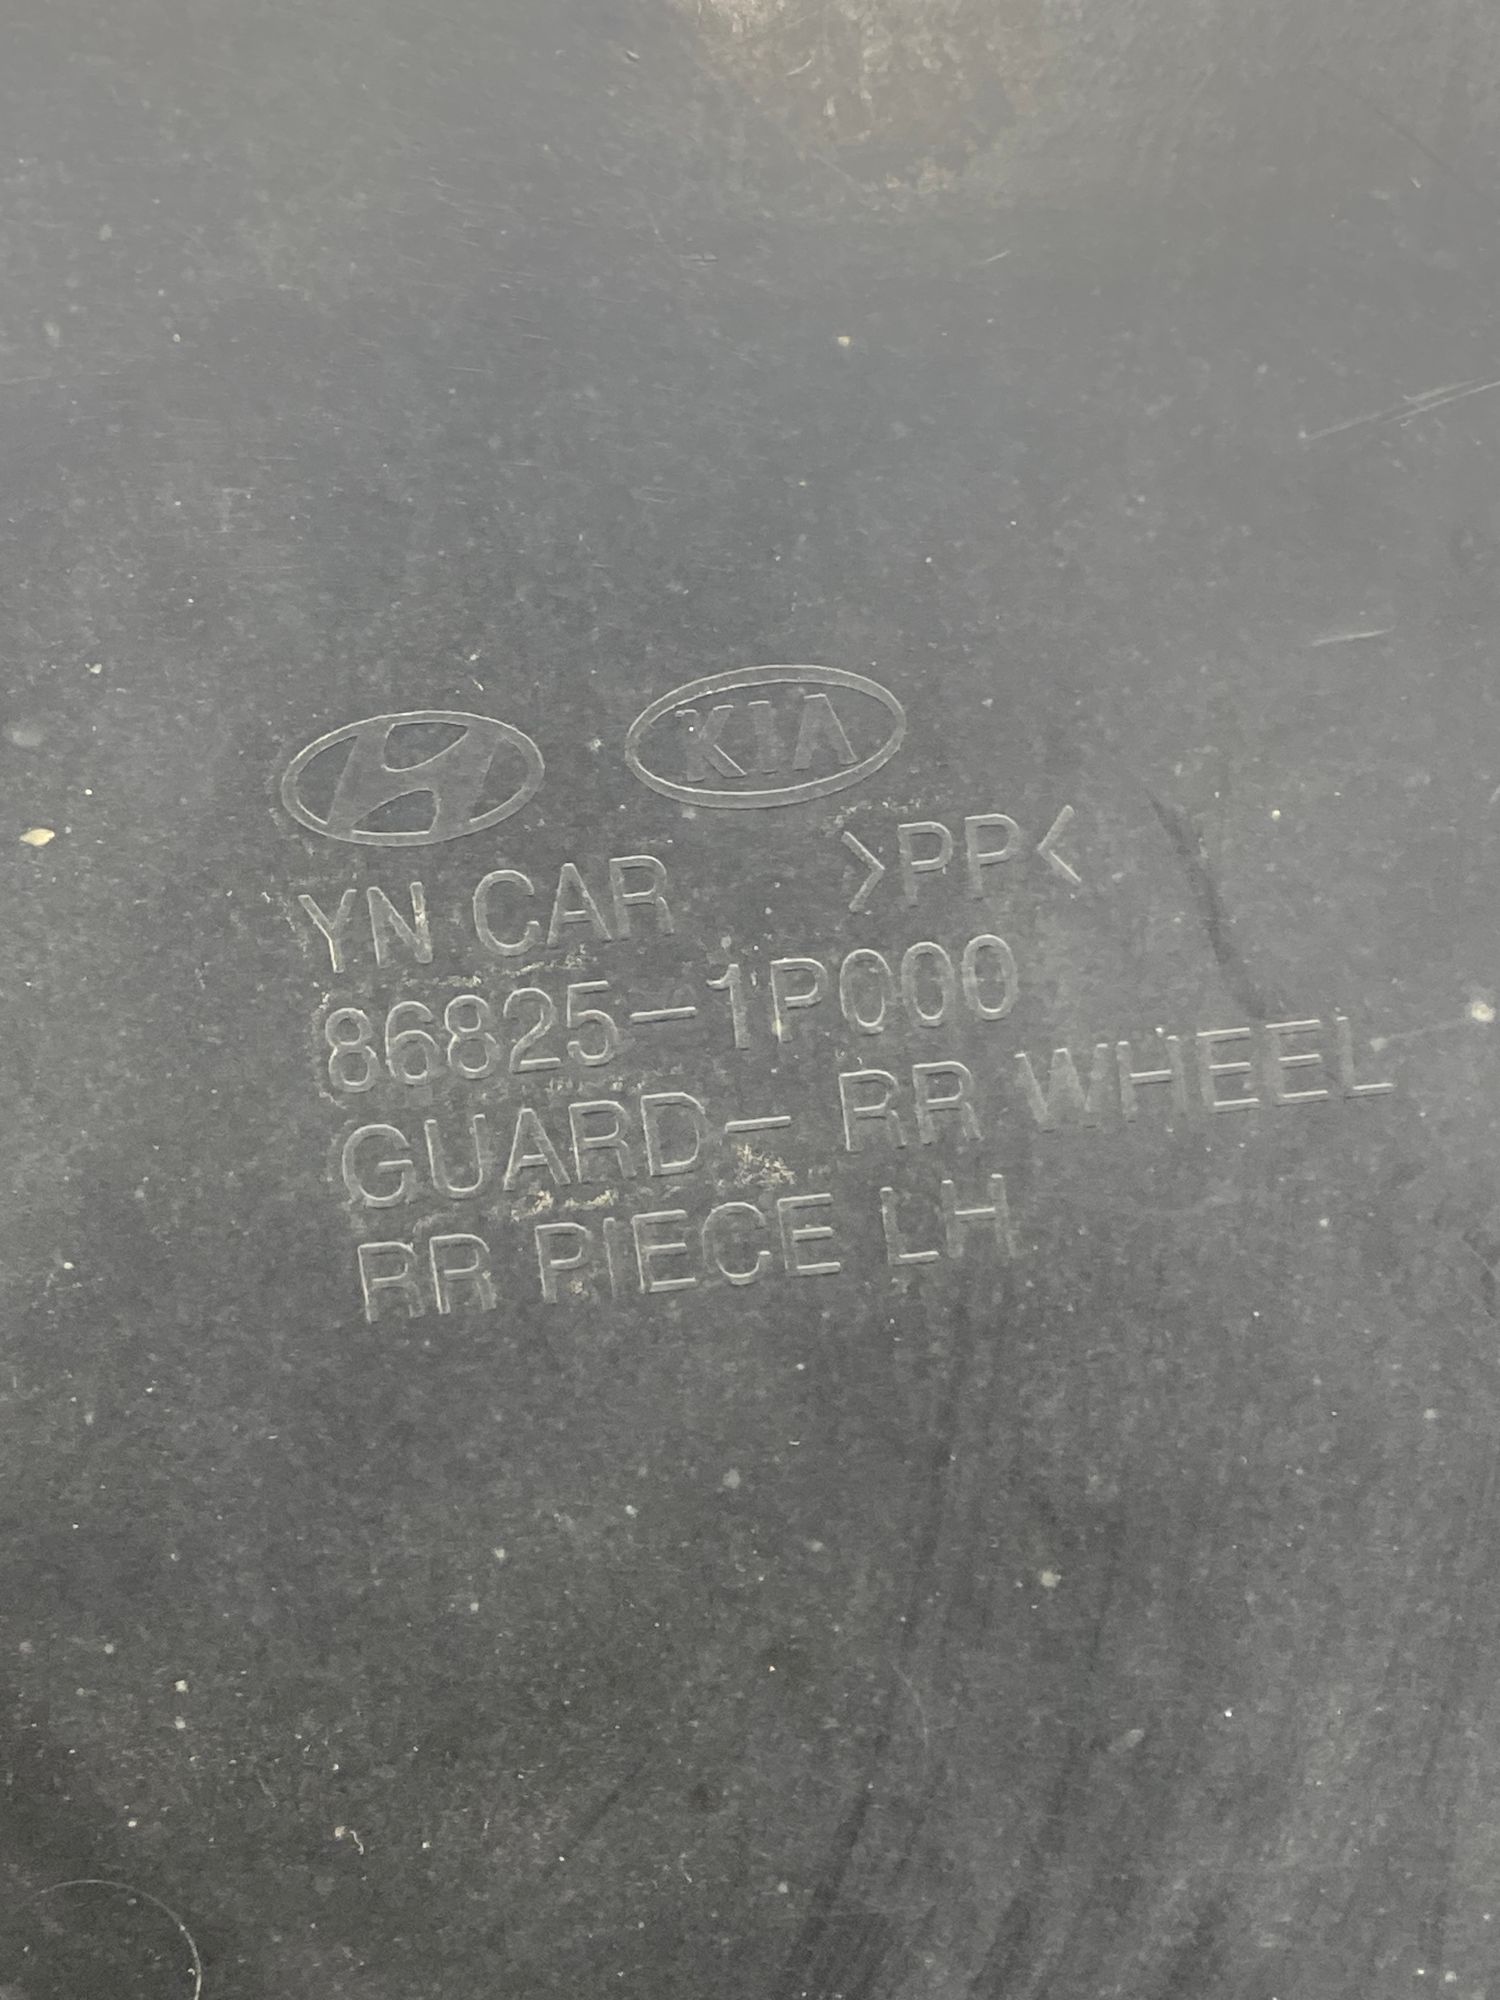 KIA
YN CAR >PP<
86825-1P000
GUARD- RR WHEEL
RR PIECE LH